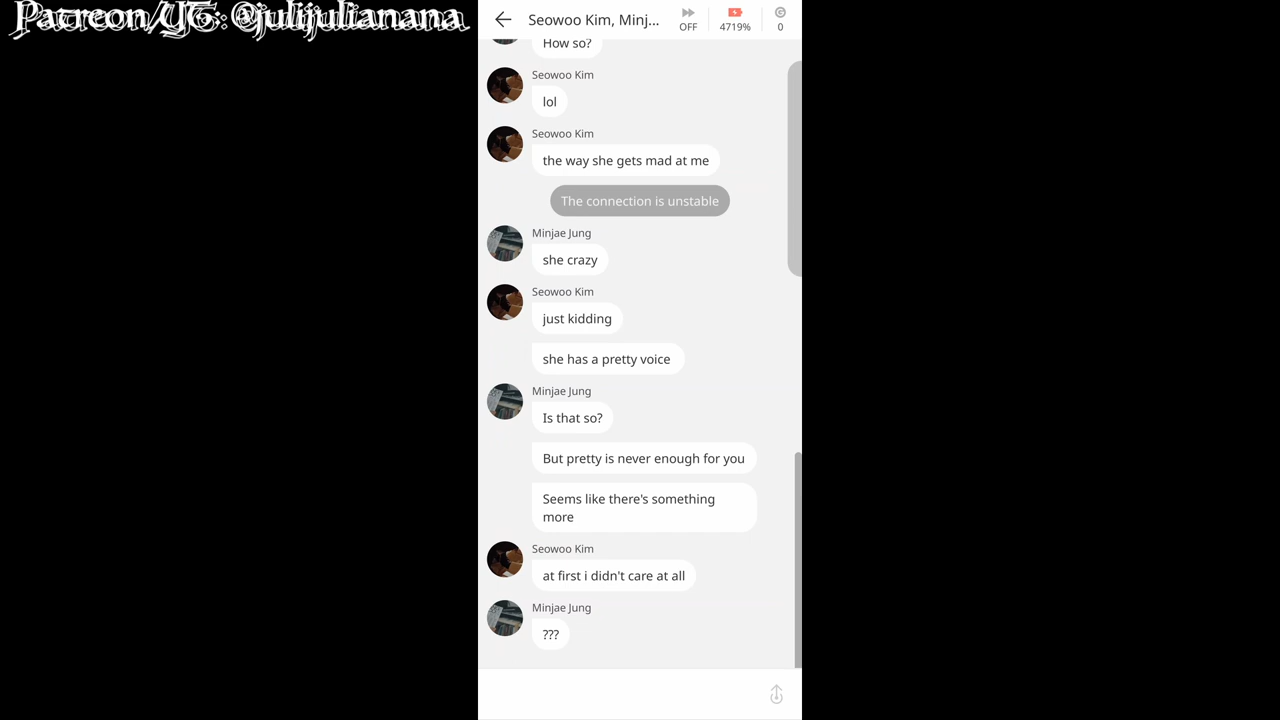 Patreon/YT: @julijulianana
Seowoo Kim, Minj...
OFF
4719%
0
How so?
Seowoo Kim
lol
Seowoo Kim
the way she gets mad at me
The connection is unstable
Minjae Jung
she crazy
Seowoo Kim
just kidding
she has a pretty voice
Minjae Jung
Is that so?
But pretty is never enough for you
Seems like there's something
more
Seowoo Kim
at first i didn't care at all
Minjae Jung
???